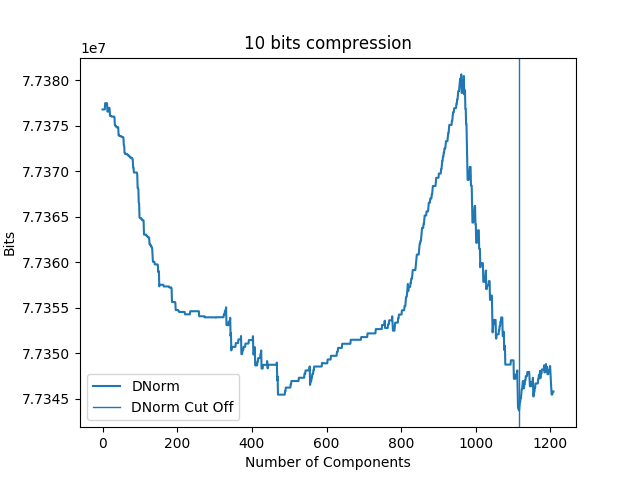 10 bits compression
1e7
7.7380
7.7375
7.7370
7.7365
7.7360
7.7355
7.7350
7.7345
Bits
DNorm
DNorm Cut Off
0 200 400 600 800 1000 1200
Number of Components